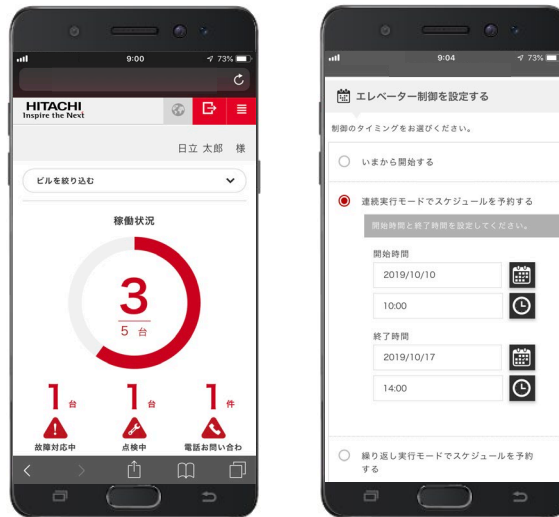 9:00
73%
HITACHI
Inspire the Next
日立 太郎 様
ビルを絞り込む
稼働状況
3
5 台
1 台
1 台
1 件
故障対応中
点検中
電話お問い合わ
9:04
73%
エレベーター制御を設定する
制御のタイミングをお選びください。
いまから開始する
連続実行モードでスケジュールを予約する
開始時間と終了時間を設定してください。
開始時間
2019/10/10
10:00
終了時間
2019/10/17
14:00
繰り返し実行モードでスケジュールを予約
する